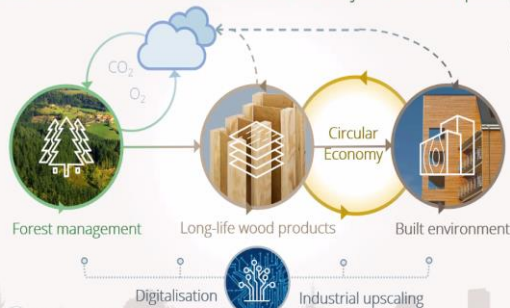 CO₂
O₂
Circular
Economy
Forest management
Long-life wood products
Built environment
Digitalisation
Industrial upscaling